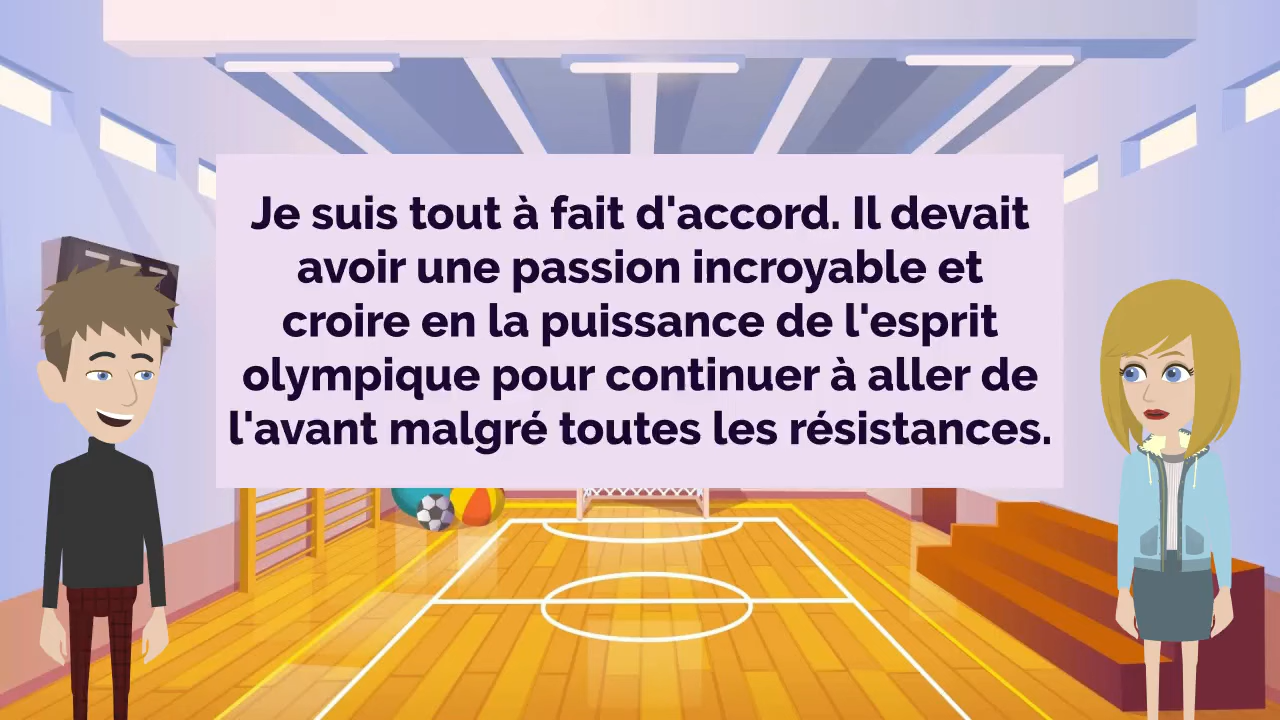 Je suis tout à fait d'accord. Il devait
avoir une passion incroyable et
croire en la puissance de l'esprit
olympique pour continuer à aller de
l'avant malgré toutes les résistances.